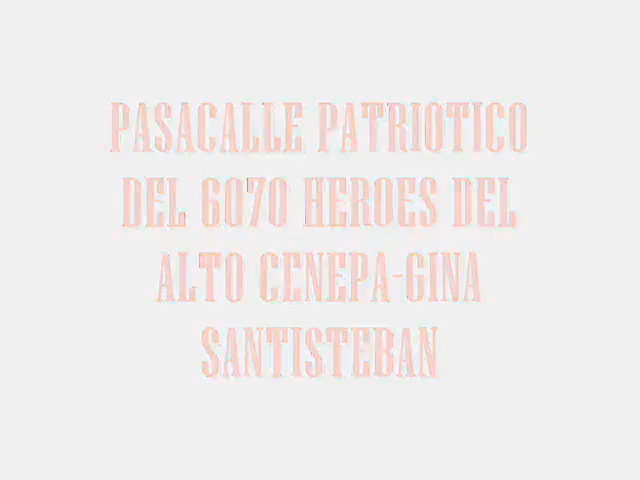 PASACALLE PATRIOTICO
DEL 6070 HEROES DEL
ALTO CENEPA-GINA
SANTISTEBAN